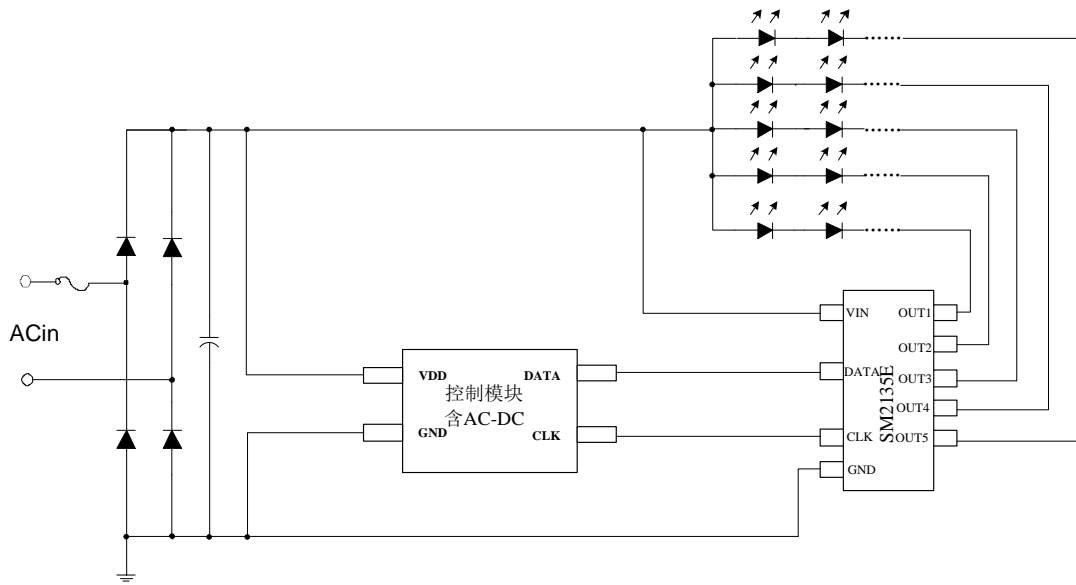 ACin
VDD
DATA
控制模块
含AC-DC
GND
CLK
VIN
DATA
CLK
GND
SM2135E
OUT1
OUT2
OUT3
OUT4
OUT5